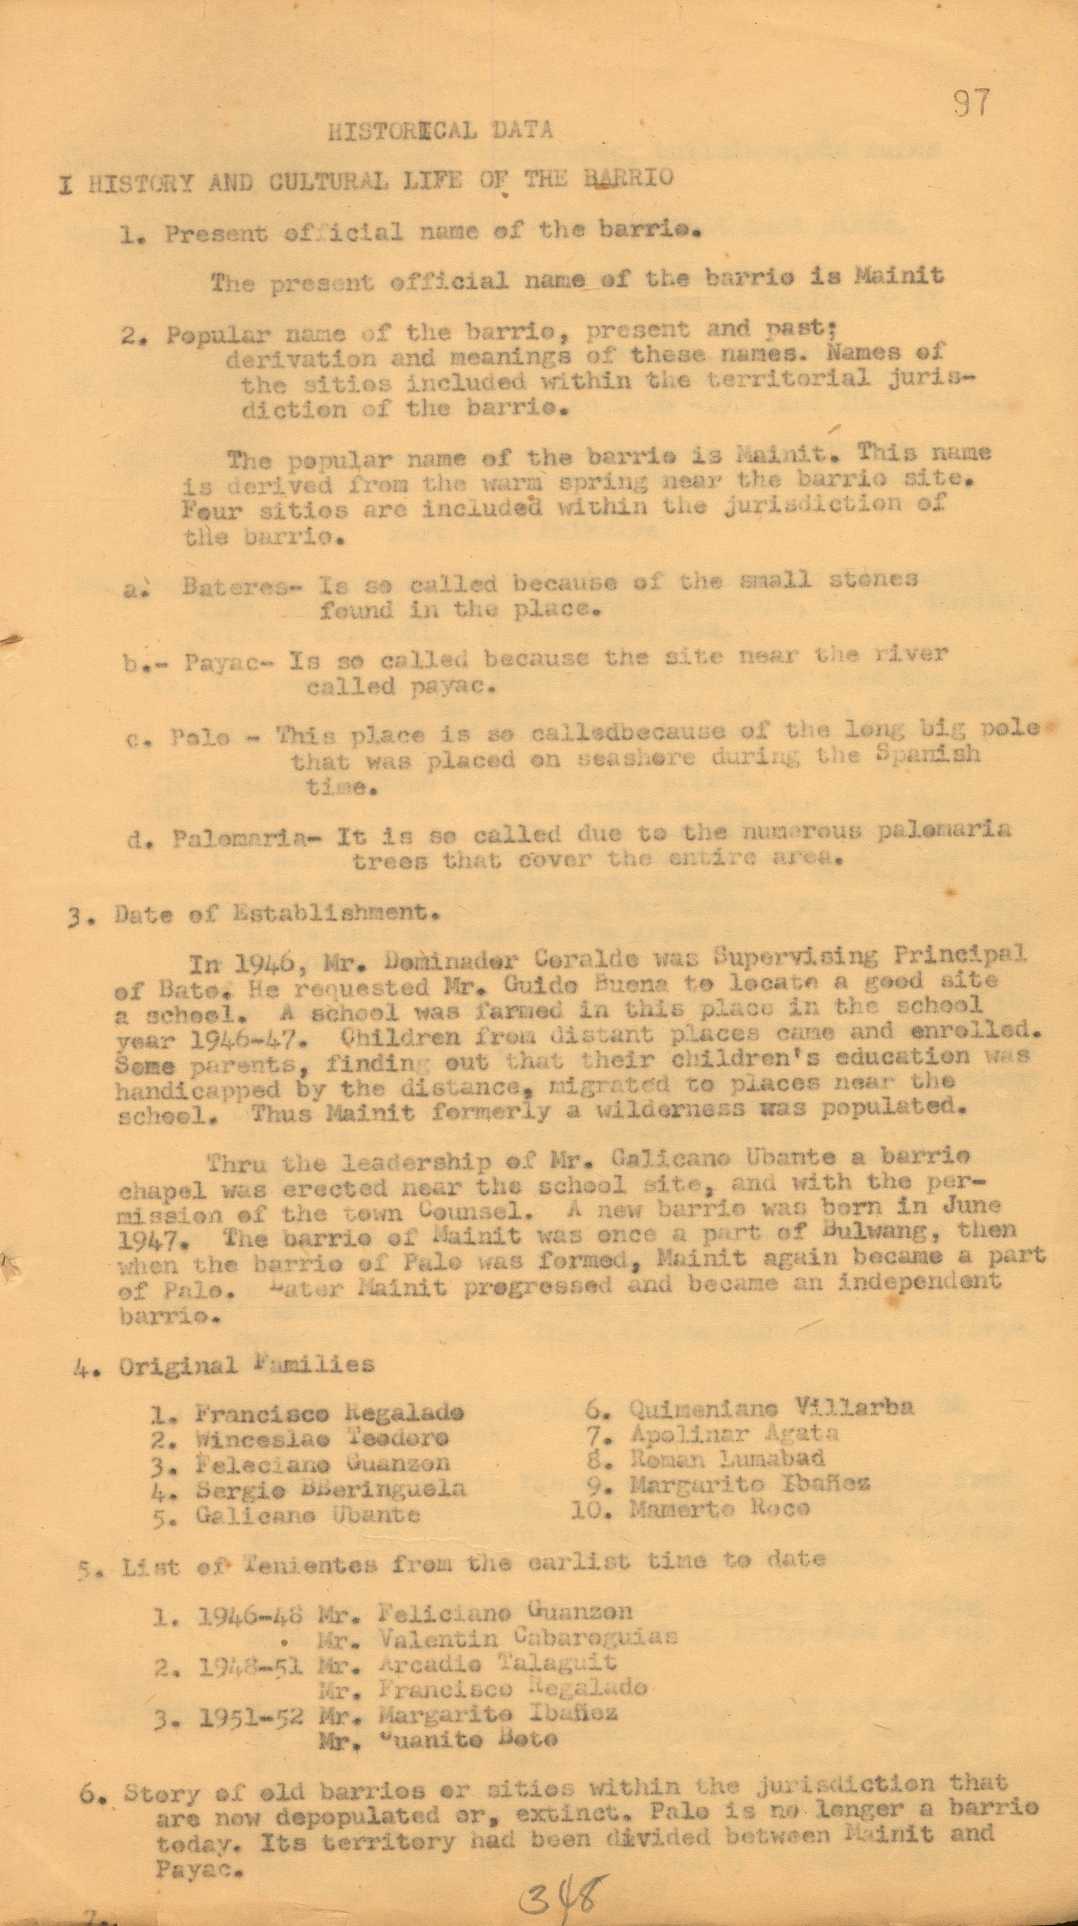 97
HISTORICAL DATA
I HISTORY AND CULTURAL LIFE OF THE BARRIO
1. Present official name of the barrio.
The present official name of the barrio is Mainit
2. Popular name of the barrio, present and past;
derivation and meanings of these names. Names of
the sitios included within the territorial juris-
diction of the barrio.
The popular name of the barrio is Mainit. This name
is derived from the warm spring near the barrio site.
Four sitios are included within the jurisdiction of
the barrio.
a. Bateres- Is so called because of the small stones
found in the place.
b.- Payac- Is so called because the site near the river
called payac.
c. Polo - This place is so calledbecause of the long big pole
that was placed on seashore during the Spanish
time.
d. Palomaria- It is so called due to the numerous palomaria
trees that cover the entire area.
3. Date of Establishment.
In 1946, Mr. Dominador Coralde was Supervising Principal
of Bato. He requested Mr. Guido Buena to locate a good site
a school. A school was farmed in this place in the school
year 1946-47. Children from distant places came and enrolled.
Some parents, finding out that their children's education was
handicapped by the distance, migrated to places near the
school. Thus Mainit formerly a wilderness was populated.
Thru the leadership of Mr. Galicano Ubante a barrio
chapel was erected near the school site, and with the per-
mission of the town Counsel. A new barrio was born in June
1947. The barrio of Mainit was once a part of Bulwang, then
when the barrio of Palo was formed, Mainit again became a part
of Palo. Later Mainit progressed and became an independent
barrio.
4. Original Families
1. Francisco Regalado
2. Winceslao Teodoro
3. Feleciano Guanzon
4. Sergio BBeringuela
5. Galicano Ubante
6. Quimeniano Villarba
7. Apolinar Agata
8. Roman Lumabad
9. Margarito Ibañez
10. Mamerto Roco
5. List of Tenientes from the earlist time to date
1. 1946-48 Mr. Feliciano Guanzon
Mr. Valentin Cabaroguias
2. 1948-51 Mr. Arcadio Talaguit
Mr. Francisco Regalado
3. 1951-52 Mr. Margarito Ibañez
Mr. Juanito Boto
6. Story of old barrios or sitios within the jurisdiction that
are now depopulated or, extinct. Palo is no longer a barrio
today. Its territory had been divided between Mainit and
Payac.
348
7.